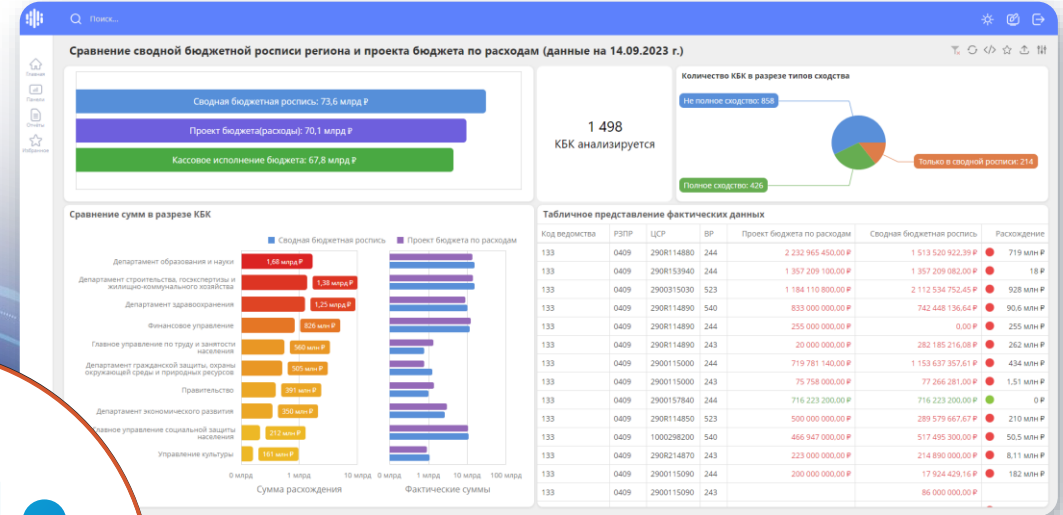 Поиск...
Сравнение сводной бюджетной росписи региона и проекта бюджета по расходам (данные на 14.09.2023 г.)
Главная
Панели
Отчёты
Избранное
Сводная бюджетная роспись: 73,6 млрд ₽
Проект бюджета(расходы): 70,1 млрд ₽
Кассовое исполнение бюджета: 67,8 млрд ₽
1 498
КБК анализируется
Количество КБК в разрезе типов сходства
Не полное сходство: 858
Только в сводной росписи: 214
Полное сходство: 426
Сравнение сумм в разрезе КБК
Сводная бюджетная роспись
Проект бюджета по расходам
Департамент образования и науки
1,68 млрд ₽
Департамент строительства, госэкспертизы и
жилищно-коммунального хозяйства
1,38 млрд ₽
Департамент здравоохранения
1,25 млрд ₽
Финансовое управление
826 млн ₽
Главное управление по труду и занятости
населения
560 млн ₽
Департамент гражданской защиты, охраны
окружающей среды и природных ресурсов
505 млн ₽
Правительство
391 млн ₽
Департамент экономического развития
350 млн ₽
Главное управление социальной защиты
населения
212 млн ₽
Управление культуры
181 млн ₽
0 млрд 1 млрд 10 млрд
Сумма расхождения
0 млрд 1 млрд 10 млрд 100 млрд
Фактические суммы
Табличное представление фактических данных
Код ведомства РЗПР ЦСР ВР Проект бюджета по расходам Сводная бюджетная роспись Расхождение
133 0409 290R114880 244 2 232 965 450,00 ₽ 1 513 520 922,39 ₽ 719 млн ₽
133 0409 290R153940 244 1 357 209 100,00 ₽ 1 357 209 082,00 ₽ 18 ₽
133 0409 2900315030 523 1 184 110 800,00 ₽ 2 112 534 752,45 ₽ 928 млн ₽
133 0409 290R114890 540 833 000 000,00 ₽ 742 448 136,64 ₽ 90,6 млн ₽
133 0409 290R114890 244 255 000 000,00 ₽ 0,00 ₽ 255 млн ₽
133 0409 290R114890 243 20 000 000,00 ₽ 282 185 216,08 ₽ 262 млн ₽
133 0409 2900115000 244 719 781 140,00 ₽ 1 153 637 357,61 ₽ 434 млн ₽
133 0409 2900115000 243 75 758 000,00 ₽ 77 266 281,00 ₽ 1,51 млн ₽
133 0409 2900157840 244 716 223 200,00 ₽ 716 223 200,00 ₽ 0 ₽
133 0409 290R114850 523 500 000 000,00 ₽ 289 579 667,67 ₽ 210 млн ₽
133 0409 1000298200 540 466 947 000,00 ₽ 517 495 300,00 ₽ 50,5 млн ₽
133 0409 290R214870 243 223 000 000,00 ₽ 214 890 000,00 ₽ 8,11 млн ₽
133 0409 2900115090 244 200 000 000,00 ₽ 17 924 429,16 ₽ 182 млн ₽
133 0409 2900115090 243 86 000 000,00 ₽